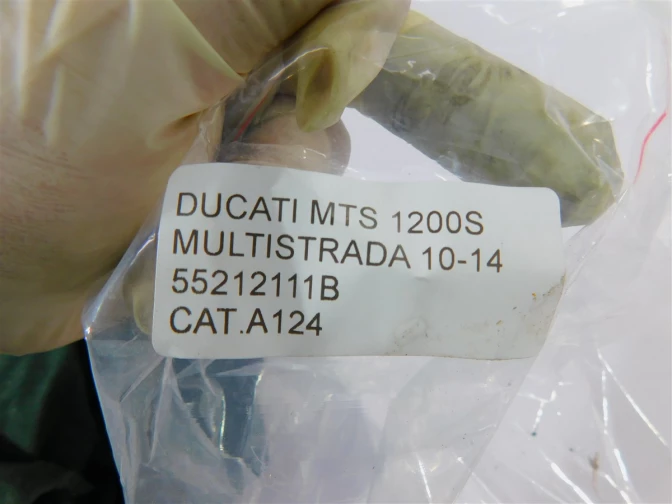 DUCATI MTS 1200S
MULTISTRADA 10-14
55212111B
CAT.A124